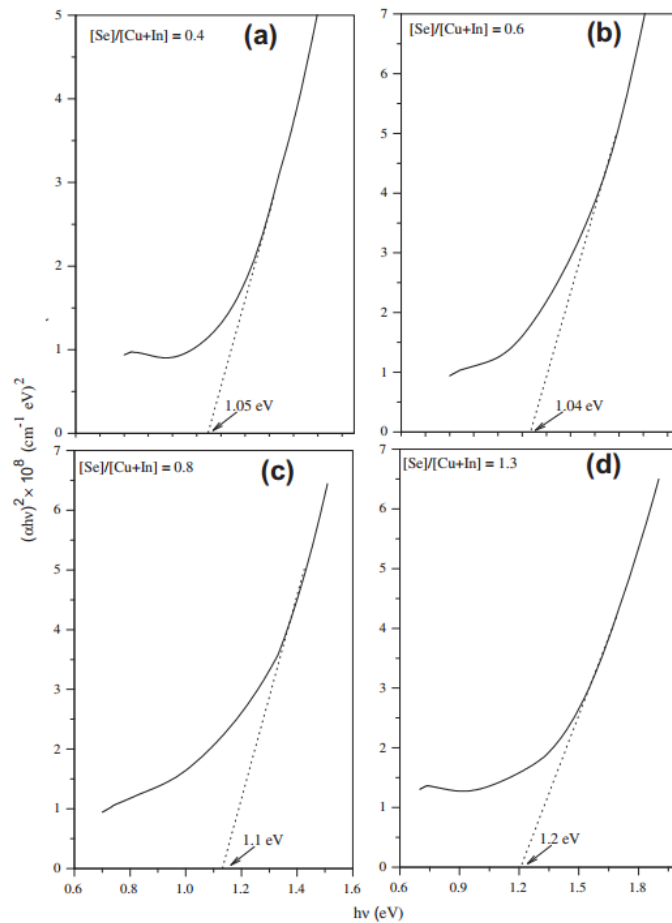 [Se]/[Cu+In] = 0.4 (a)
5
4
3
2
1
0
1.05 eV
[Se]/[Cu+In] = 0.6 (b)
7
6
5
4
3
2
1
0
1.04 eV
(αhν)² × 10⁸ (cm⁻¹ eV)²
[Se]/[Cu+In] = 0.8 (c)
7
6
5
4
3
2
1
0
1.1 eV
0.6 0.8 1.0 1.2 1.4 1.6
[Se]/[Cu+In] = 1.3 (d)
7
6
5
4
3
2
1
0
1.2 eV
0.6 0.9 1.2 1.5 1.8
hν (eV)